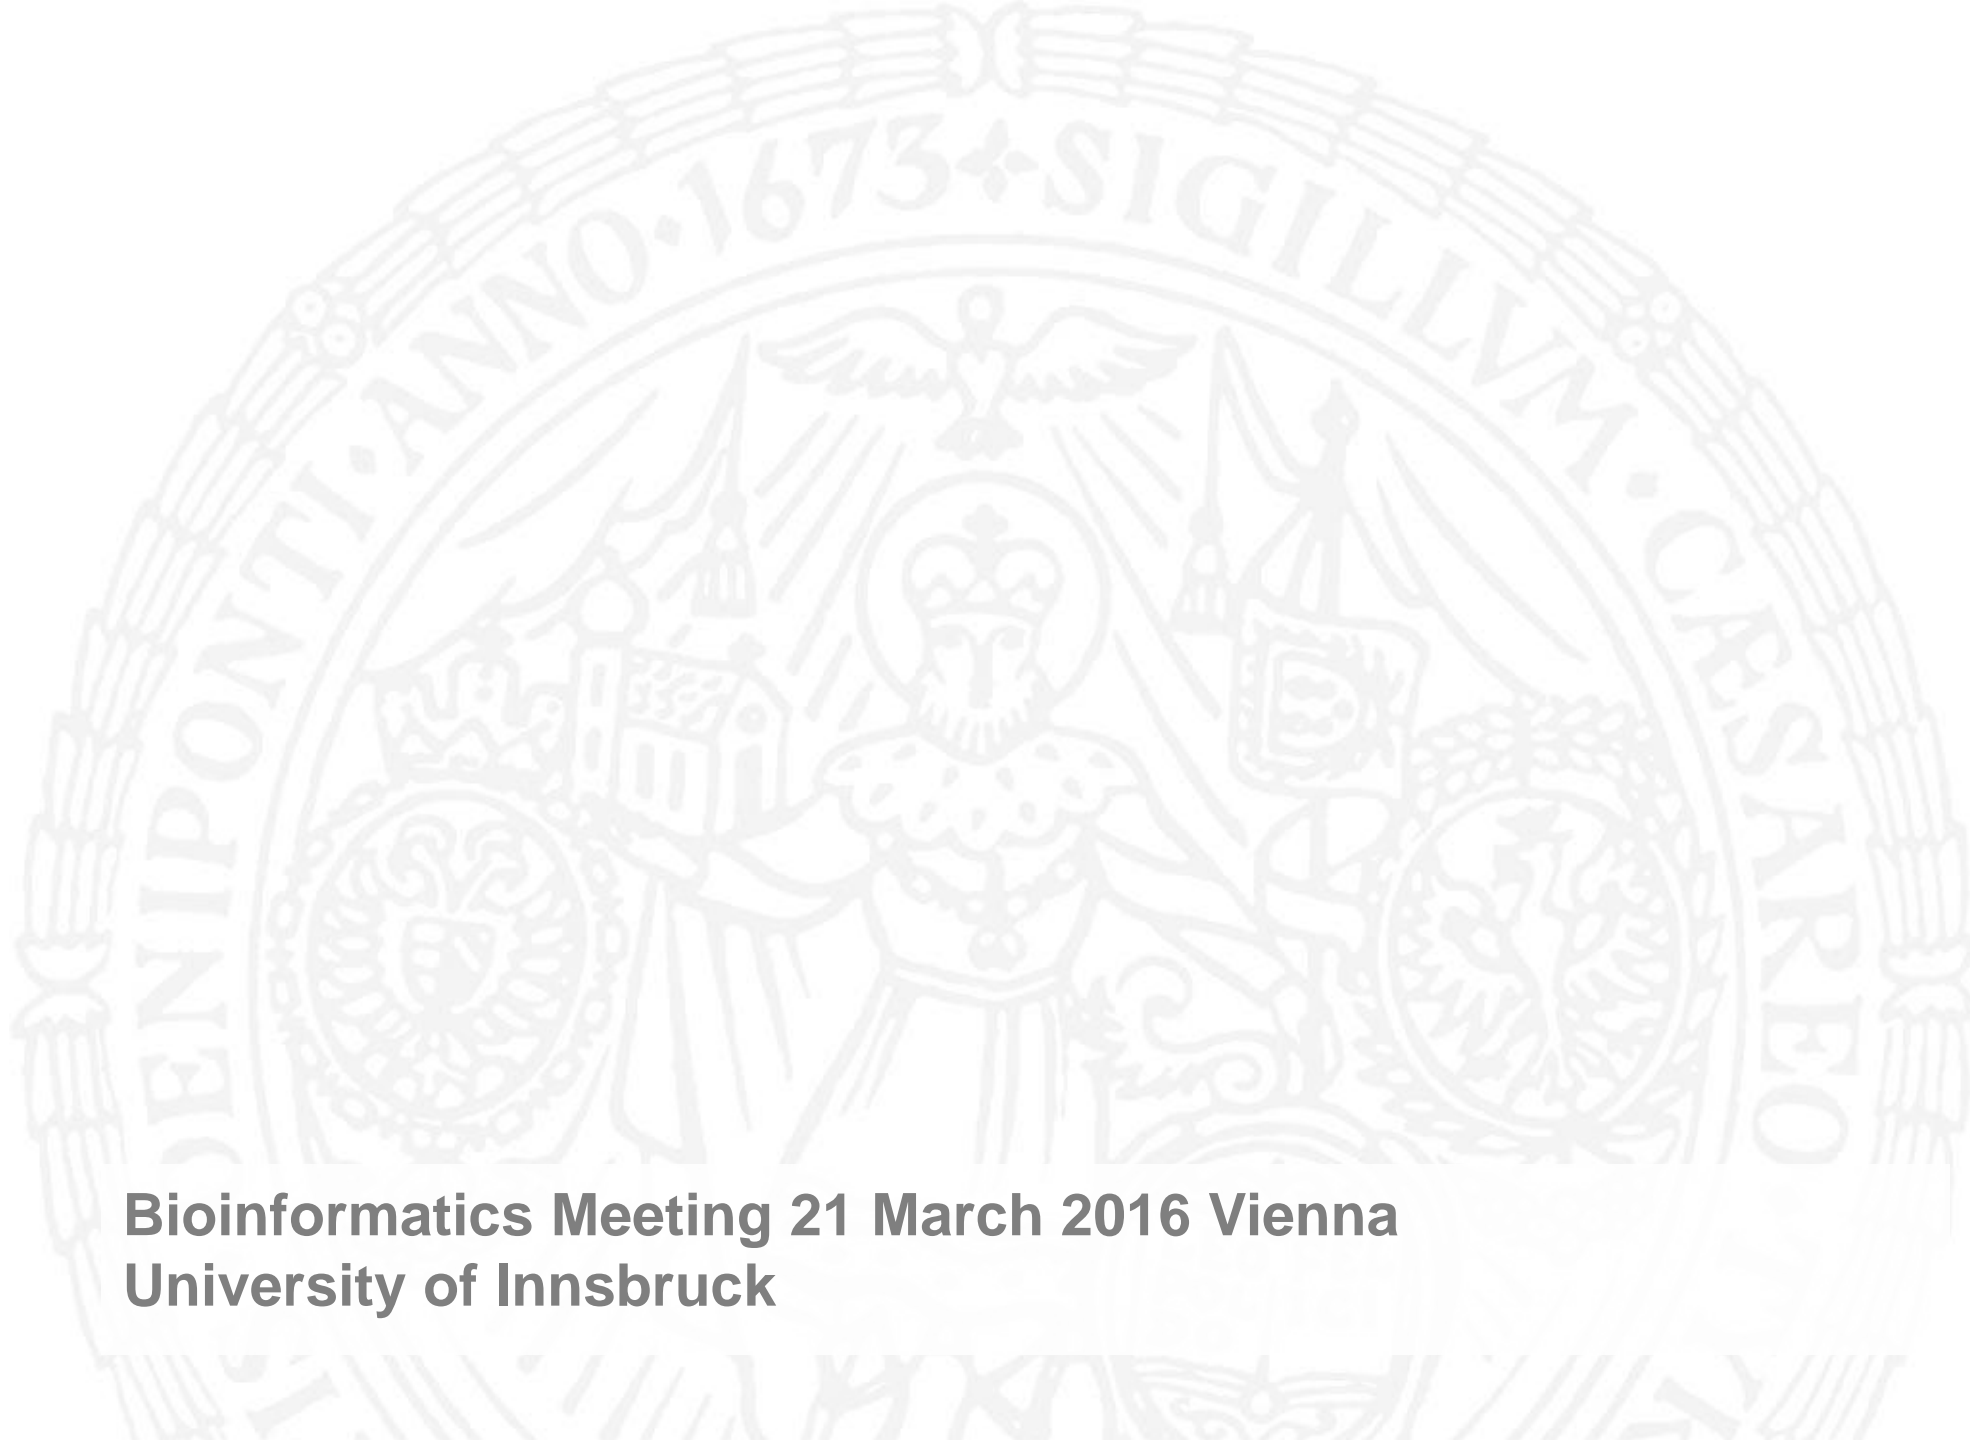 ENIPONTI · ANNO · 1673 SIGILLVM · CÆSAREO
Bioinformatics Meeting 21 March 2016 Vienna
University of Innsbruck